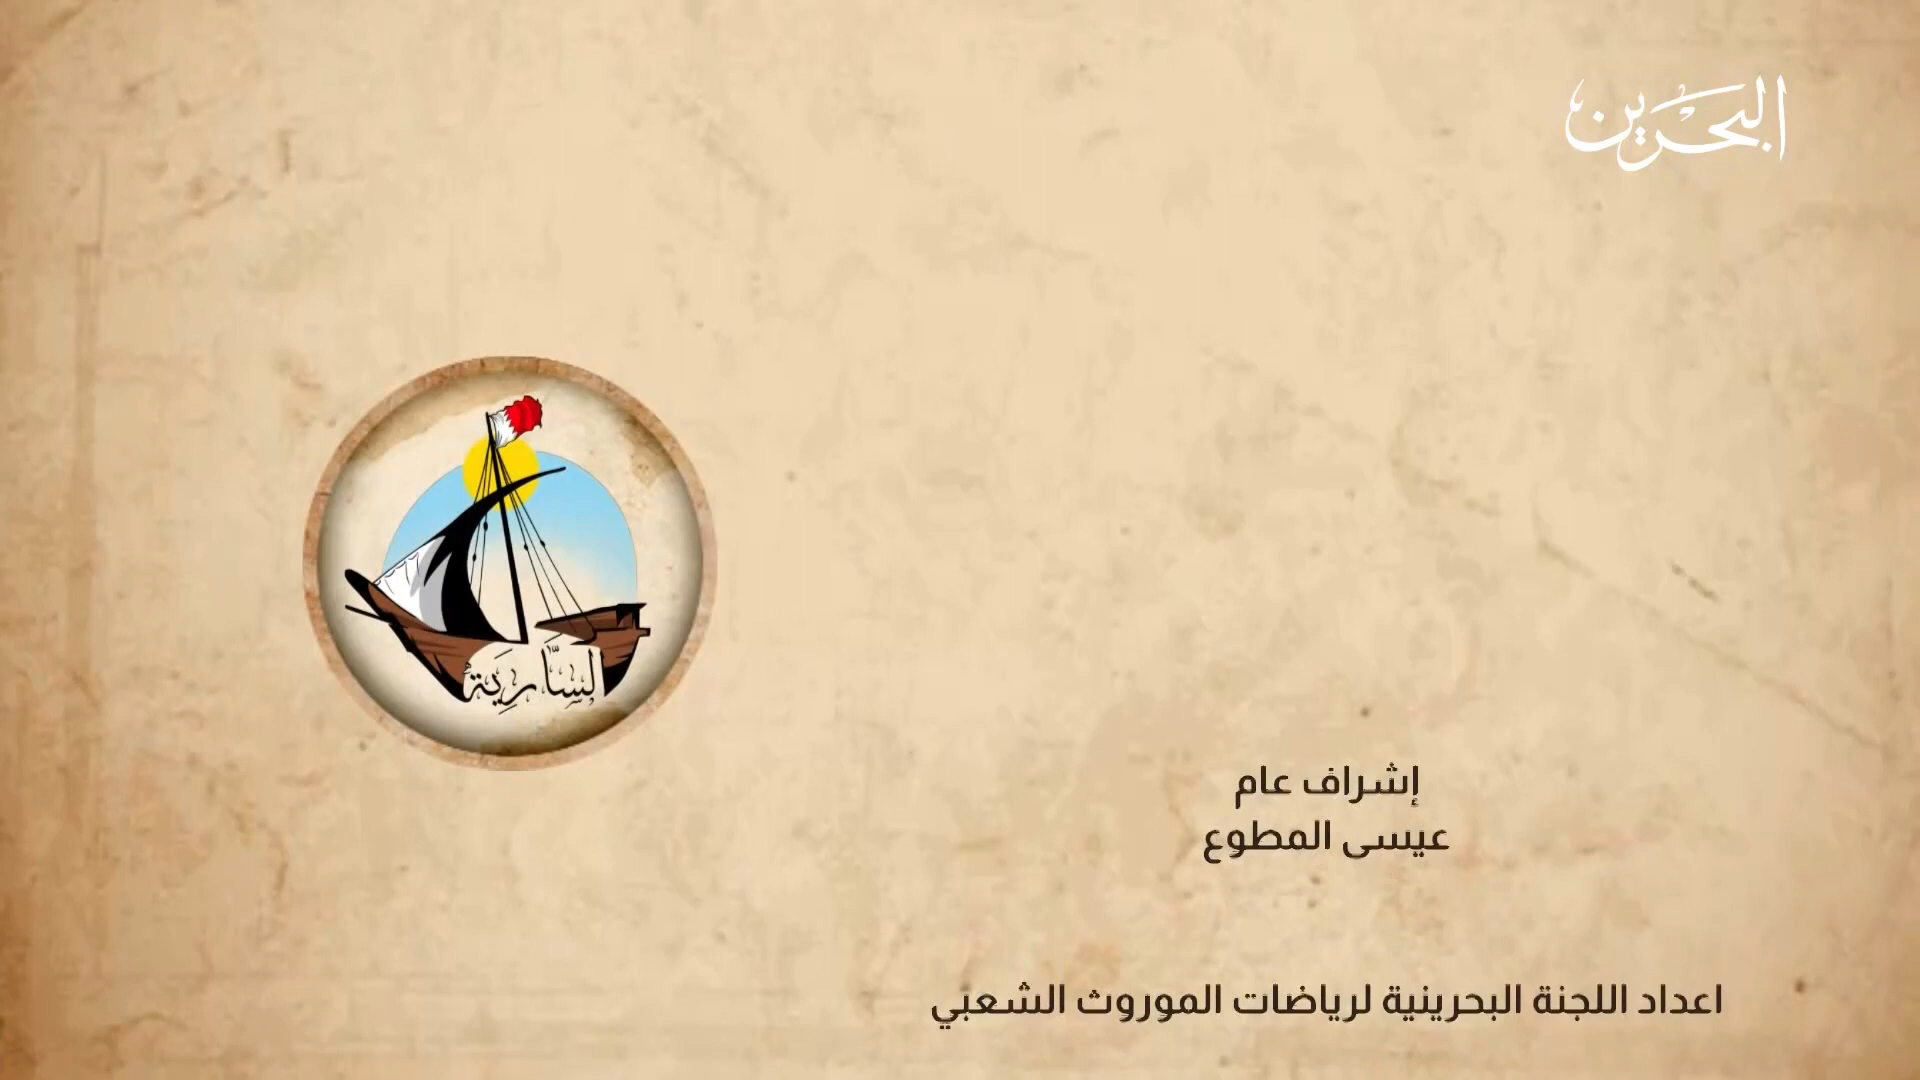 البحرين
السارية
إشراف عام
عيسى المطوع
اعداد اللجنة البحرينية لرياضات الموروث الشعبي